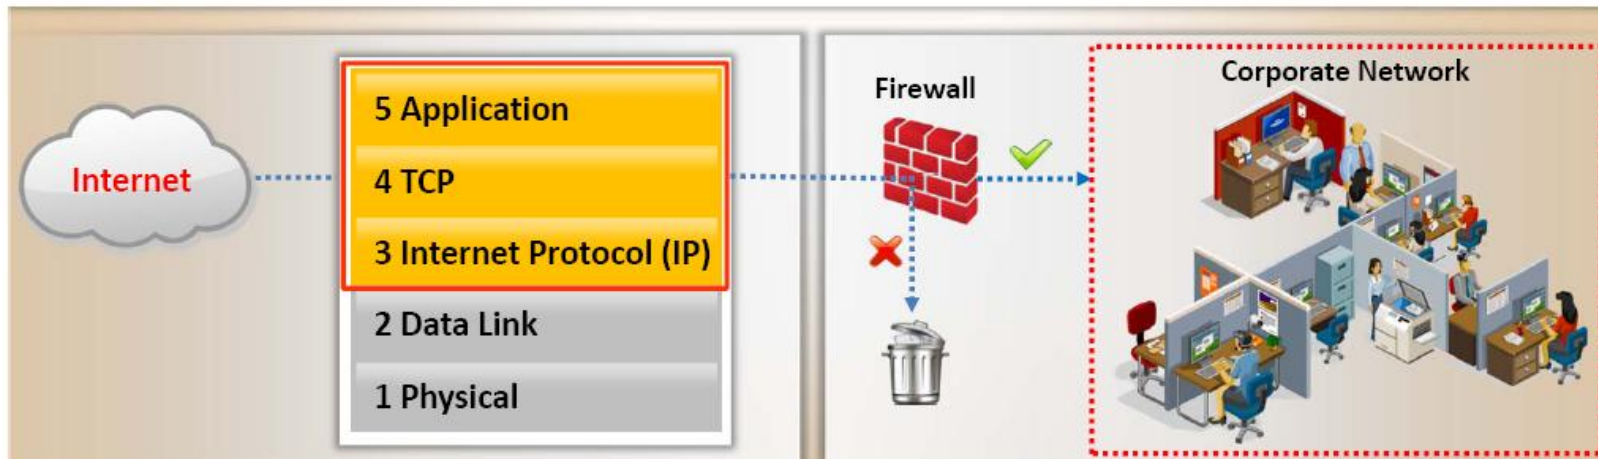 Internet
5 Application
4 TCP
3 Internet Protocol (IP)
2 Data Link
1 Physical
Firewall
Corporate Network